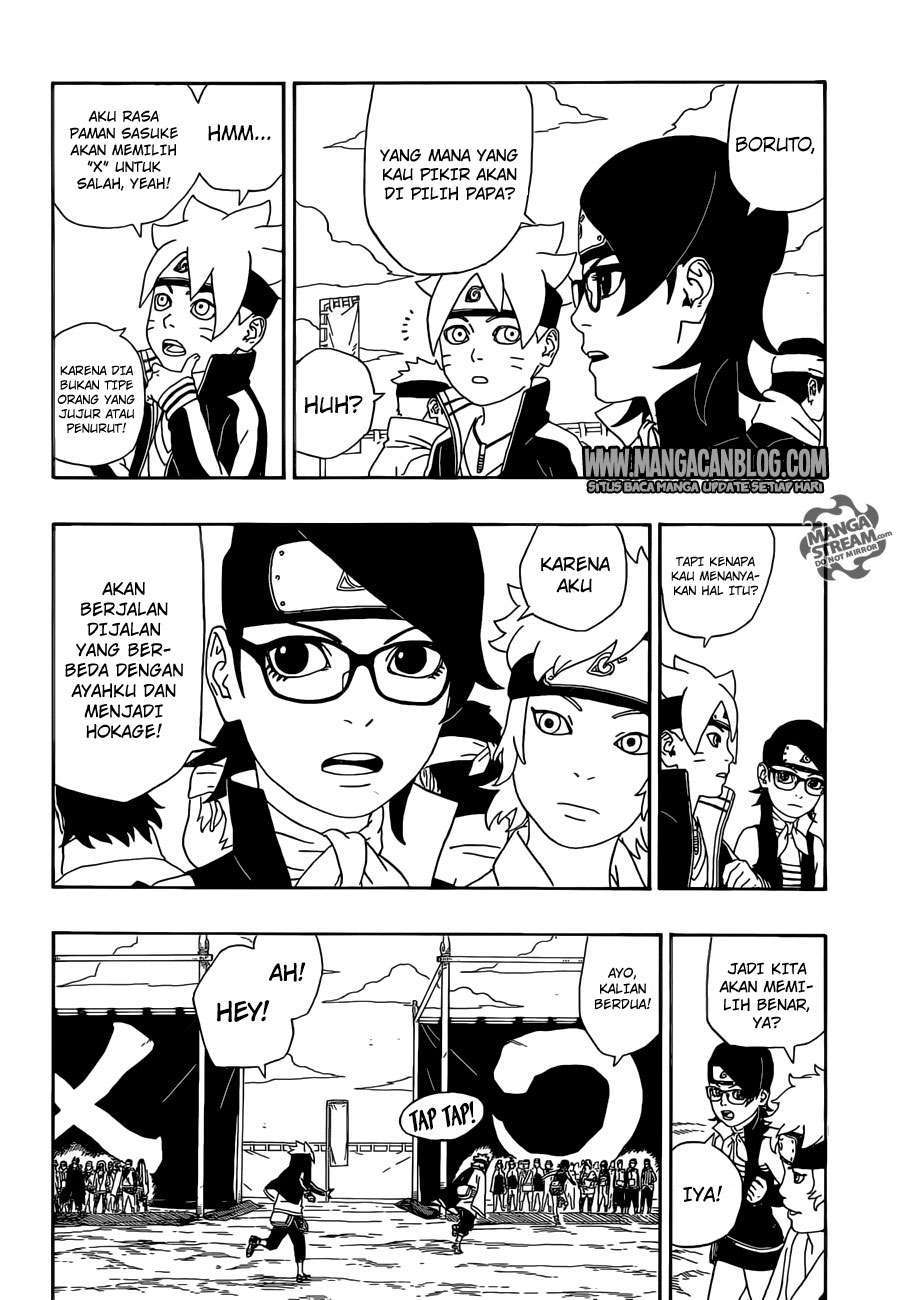 BORUTO,
YANG MANA YANG
KAU PIKIR AKAN
DI PILIH PAPA?
HUH?
HMM...
AKU RASA
PAMAN SASUKE
AKAN MEMILIH
"X" UNTUK
SALAH, YEAH!
KARENA DIA
BUKAN TIPE
ORANG YANG
JUJUR ATAU
PENURUT!
WWW.MANGACANBLOG.COM
SITUS BACA MANGA UPDATE SETIAP HARI
MANGA
STREAM.com
DO NOT MIRROR
TAPI KENAPA
KAU MENANYA-
KAN HAL ITU?
KARENA
AKU
AKAN
BERJALAN
DIJALAN
YANG BER-
BEDA DENGAN
AYAHKU DAN
MENJADI
HOKAGE!
JADI KITA
AKAN MEMI-
LIH BENAR,
YA?
IYA!
AYO,
KALIAN
BERDUA!
TAP TAP!
AH!
HEY!
X